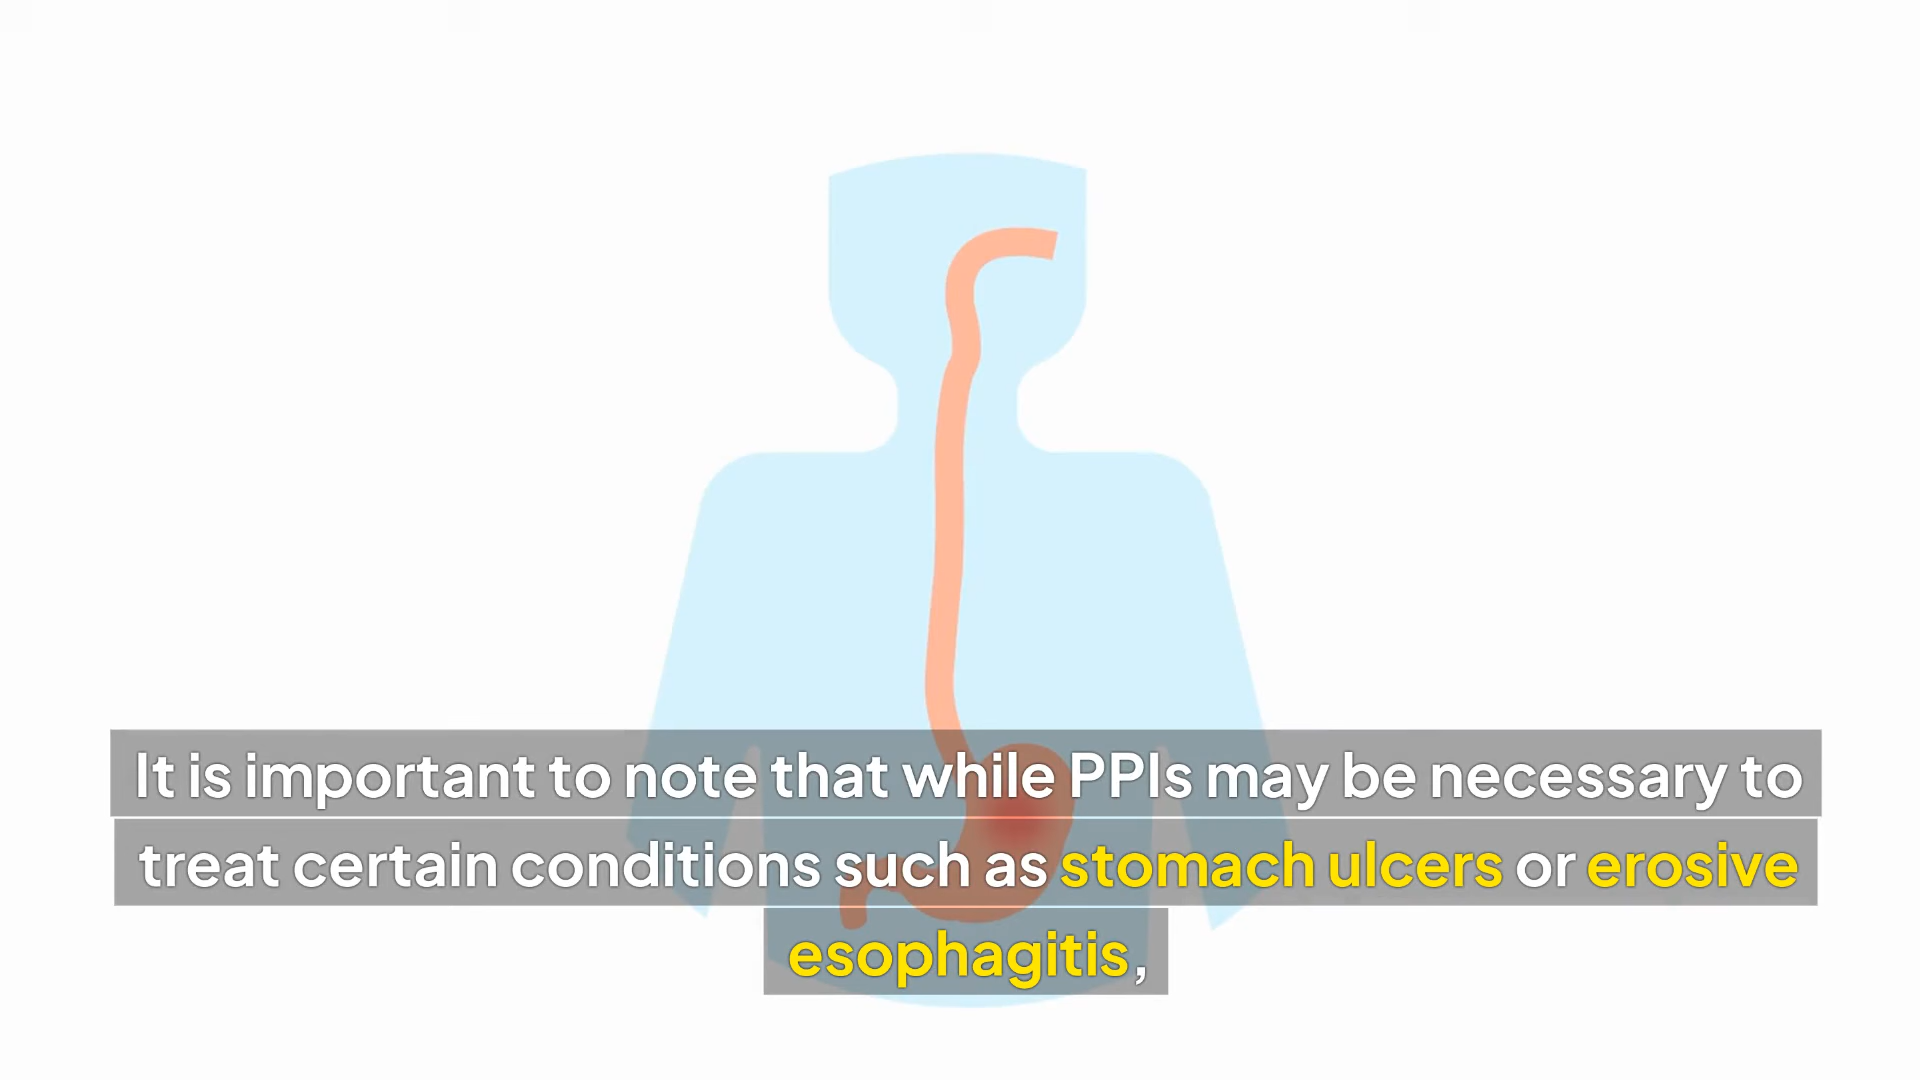 It is important to note that while PPIs may be necessary to
treat certain conditions such as stomach ulcers or erosive
esophagitis,